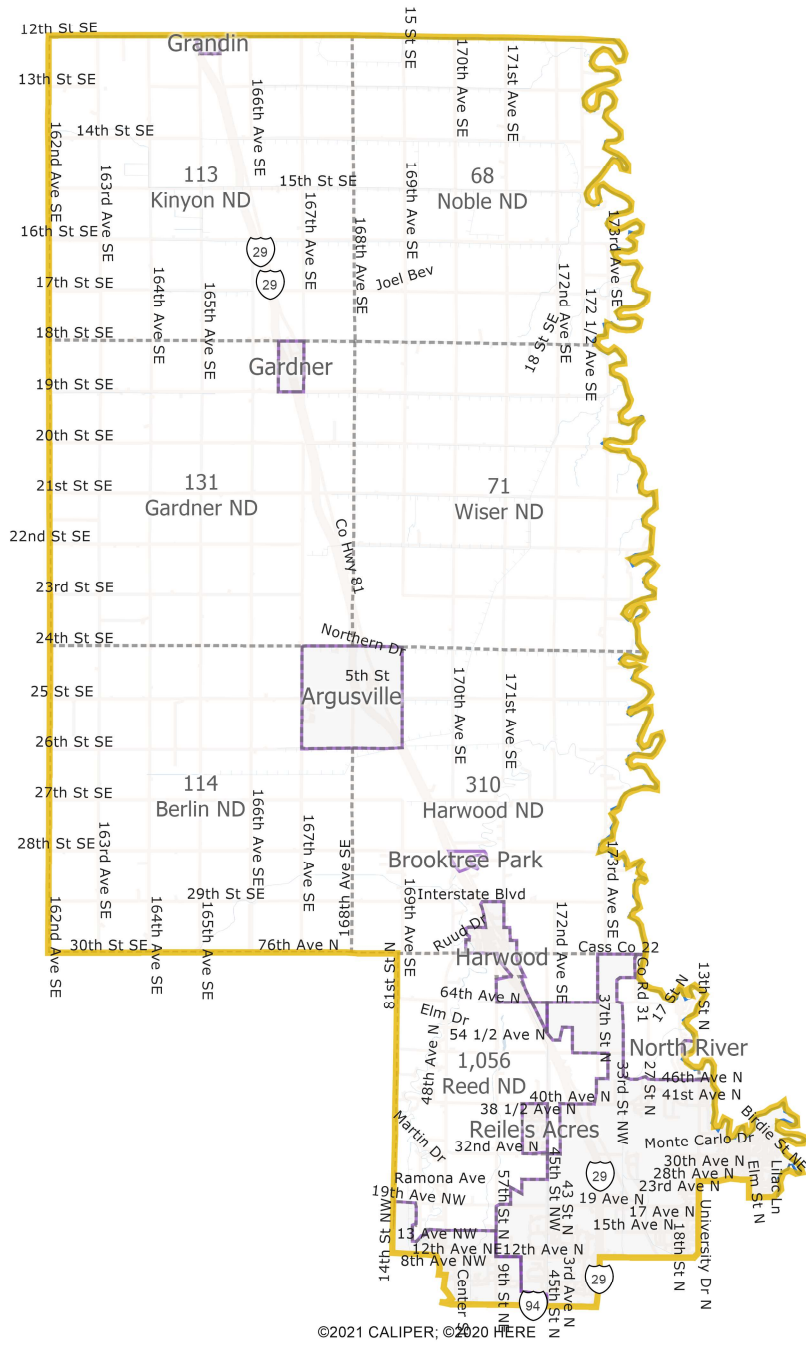 12th St SE
Grandin
15 St SE
170th Ave SE
171st Ave SE
13th St SE
166th Ave SE
14th St SE
162nd Ave SE
163rd Ave SE
113
Kinyon ND
15th St SE
167th Ave SE
168th Ave SE
169th Ave SE
68
Noble ND
173rd Ave SE
16th St SE
29
29
Joel Bev
17th St SE
164th Ave SE
165th Ave SE
172nd Ave SE
172 1/2 Ave SE
18 St SE
18th St SE
Gardner
19th St SE
20th St SE
21st St SE
131
Gardner ND
71
Wiser ND
22nd St SE
Co Hwy 81
23rd St SE
24th St SE
Northern Dr
5th St
25 St SE
Argusville
170th Ave SE
171st Ave SE
26th St SE
27th St SE
114
Berlin ND
310
Harwood ND
166th Ave SE
167th Ave SE
163rd Ave SE
28th St SE
168th Ave SE
Brooktree Park
173rd Ave SE
29th St SE
Interstate Blvd
162nd Ave SE
164th Ave SE
165th Ave SE
169th Ave SE
172nd Ave SE
Ruud Dr
30th St SE
76th Ave N
81st St N
Harwood
Cass Co 22
Co Rd 31
17 St N
13th St N
64th Ave N
Elm Dr
54 1/2 Ave N
37th St N
48th Ave N
1,056
Reed ND
North River
33rd St NW
27 St N
46th Ave N
41st Ave N
40th Ave N
38 1/2 Ave N
Reile's Acres
Birdie St NE
Martin Dr
32nd Ave N
Monte Carlo Dr
30th Ave N
28th Ave N
23rd Ave N
Elm St N
Lilac Ln
29
Ramona Ave
19th Ave NW
57th St N
45th St NW
43 St N
19 Ave N
17 Ave N
15th Ave N
18th St N
University Dr N
14th St NW
13 Ave NW
12th Ave NE
12th Ave N
8th Ave NW
Center S
9th St NE
3rd Ave N
45th St N
29
94
©2021 CALIPER; ©2020 HERE